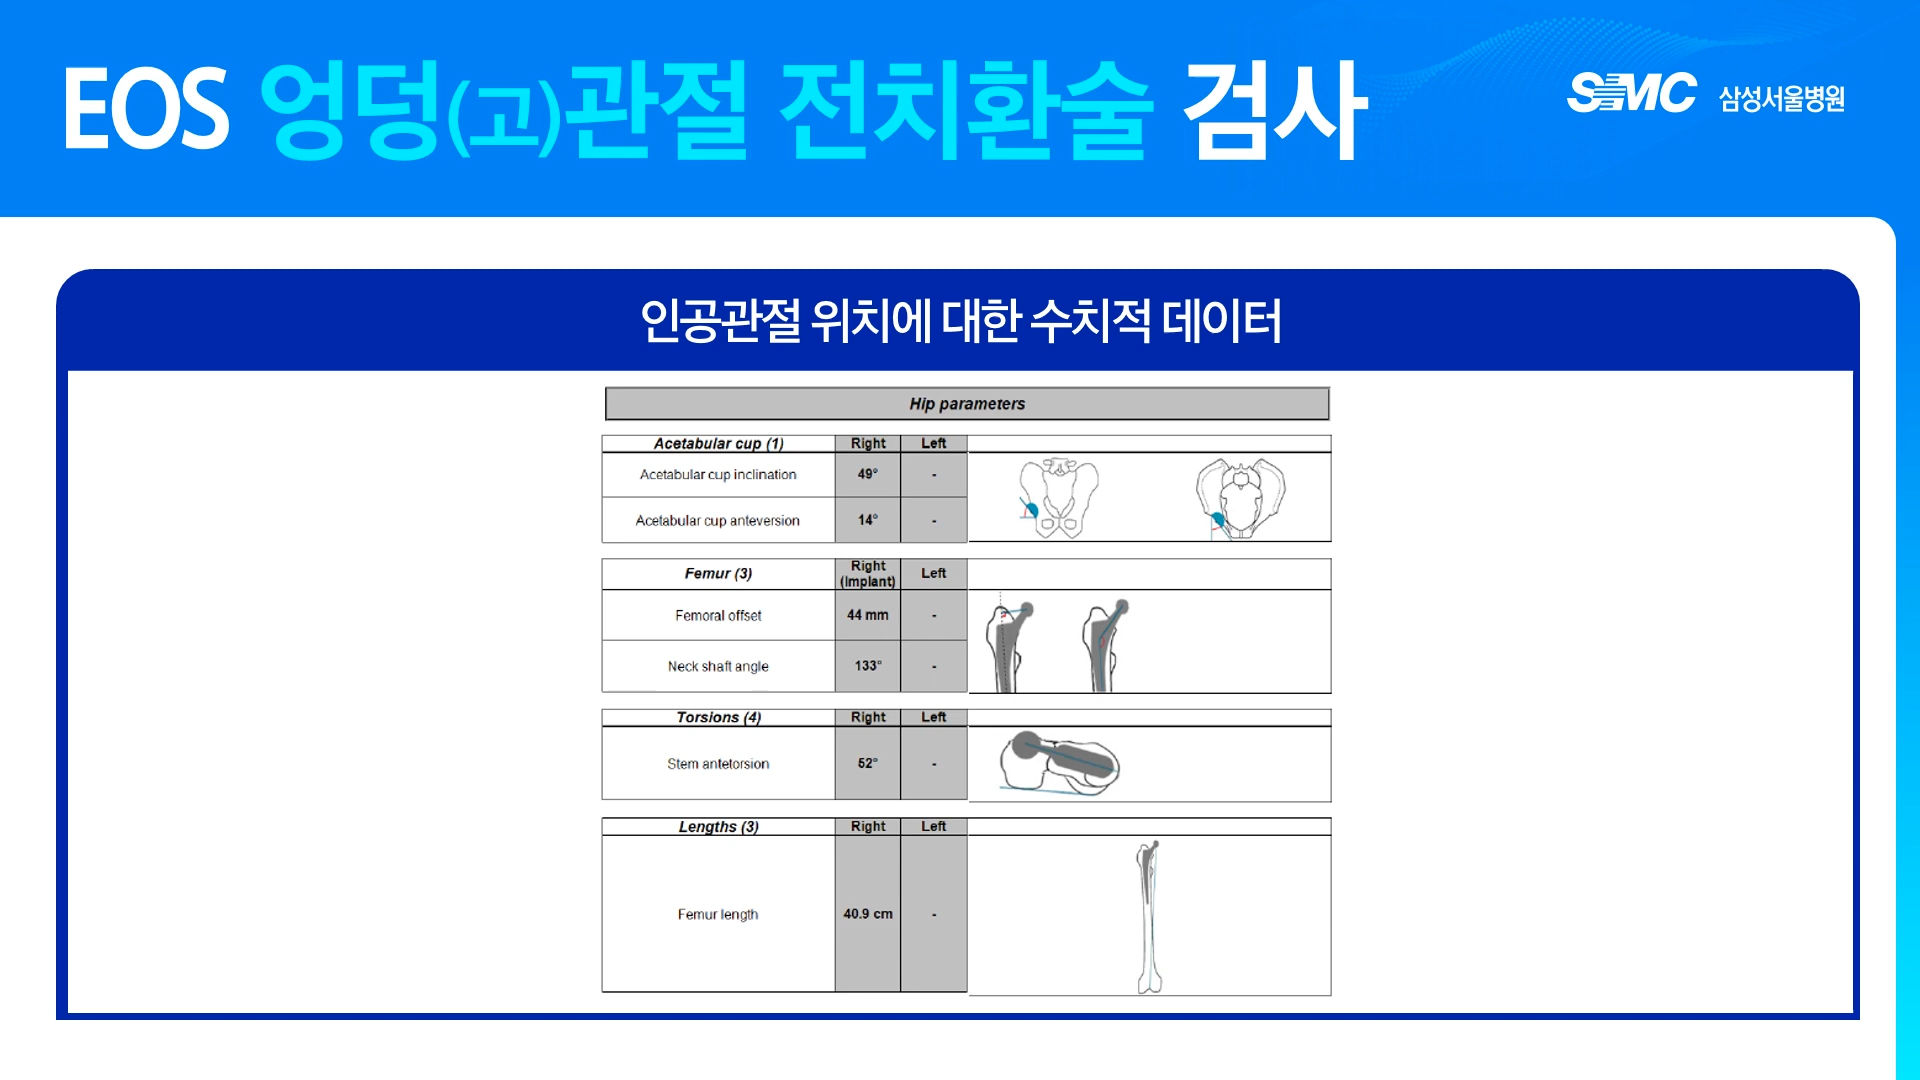 EOS 엉덩(고)관절 전치환술 검사
SMC 삼성서울병원
인공관절 위치에 대한 수치적 데이터
Hip parameters
Acetabular cup (1) Right Left
Acetabular cup inclination 49° -
Acetabular cup anteversion 14° -
Femur (3) Right (Implant) Left
Femoral offset 44 mm -
Neck shaft angle 133° -
Torsions (4) Right Left
Stem antetorsion 52° -
Lengths (3) Right Left
Femur length 40.9 cm -